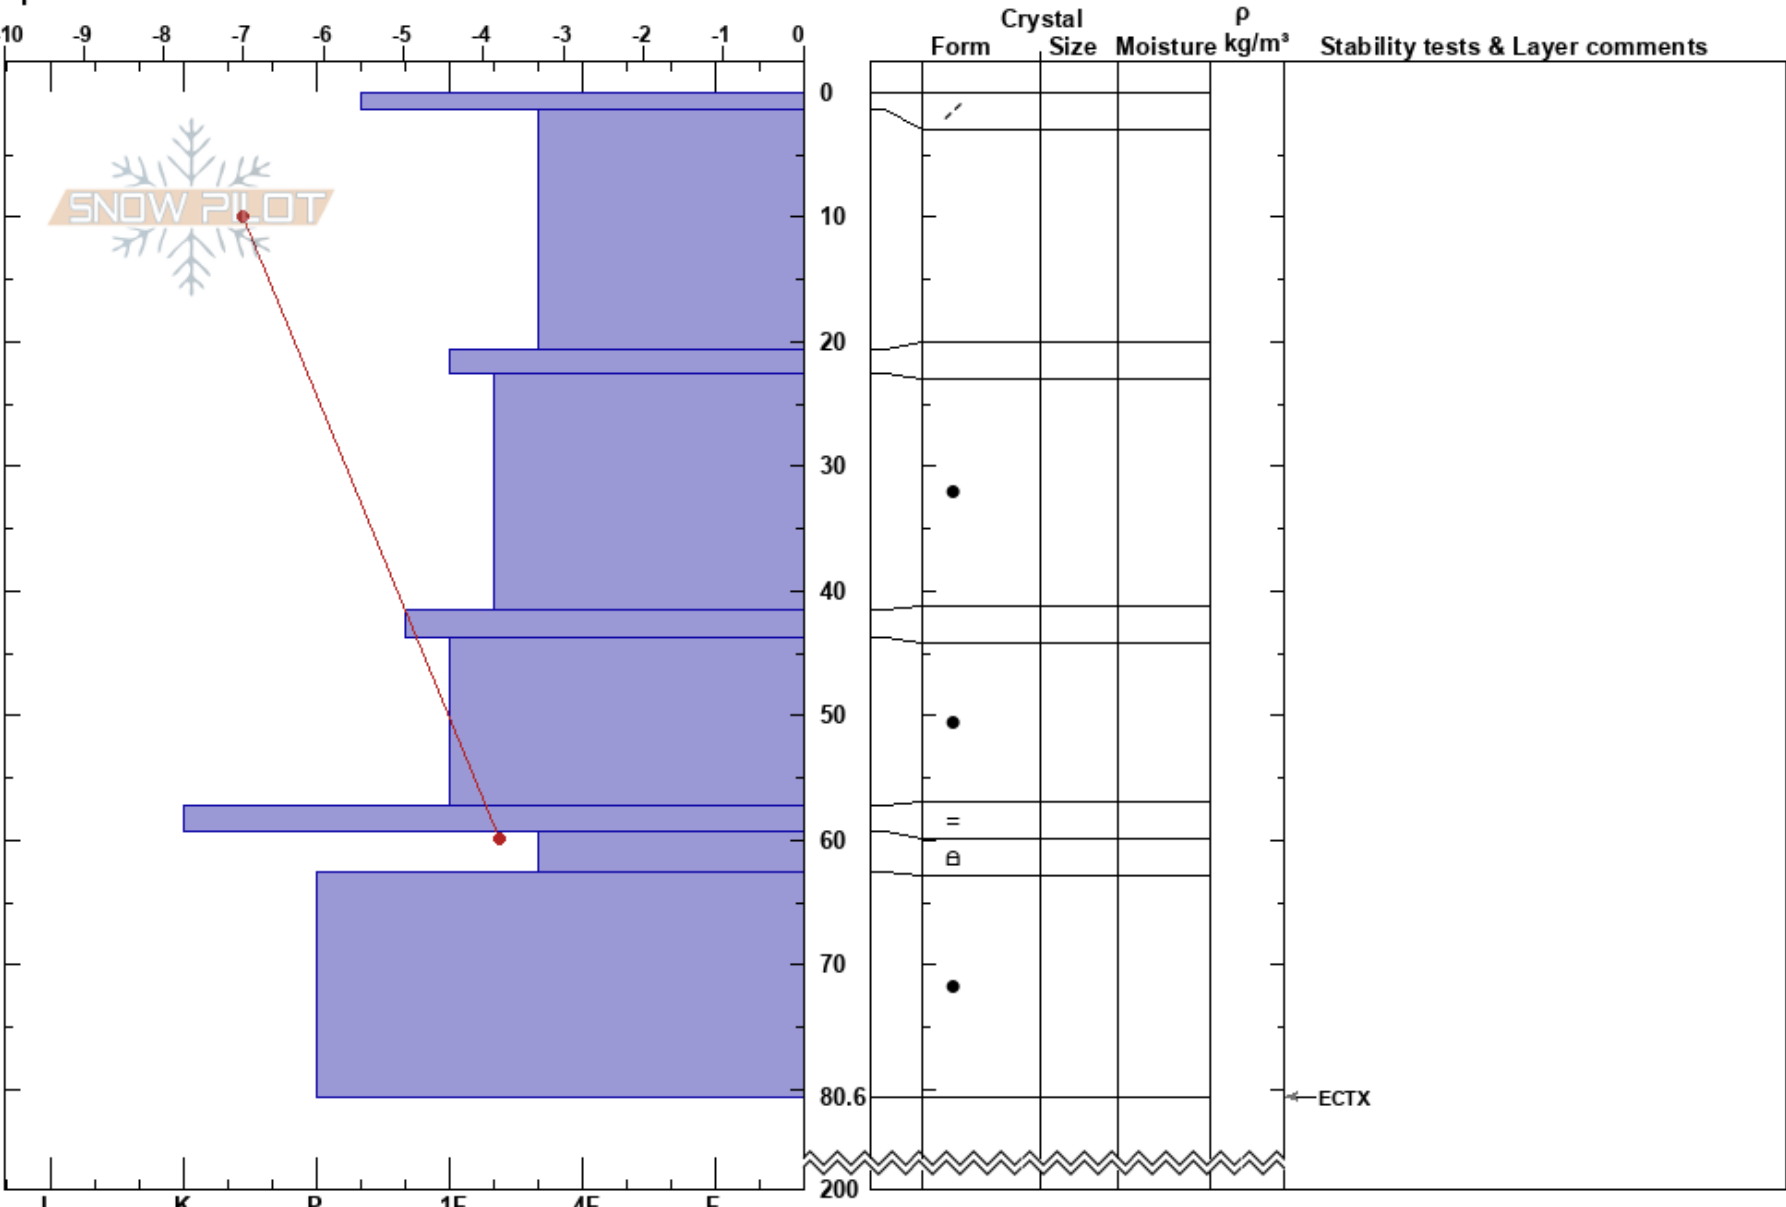 Crystal ρ
-10 -9 -8 -7 -6 -5 -4 -3 -2 -1 0 Form Size Moisture kg/m³ Stability tests & Layer comments
0
SNOW PILOT
10
20
30
40
50
=
60
70
80.6 ECTX
200
I K P 1F 4F F